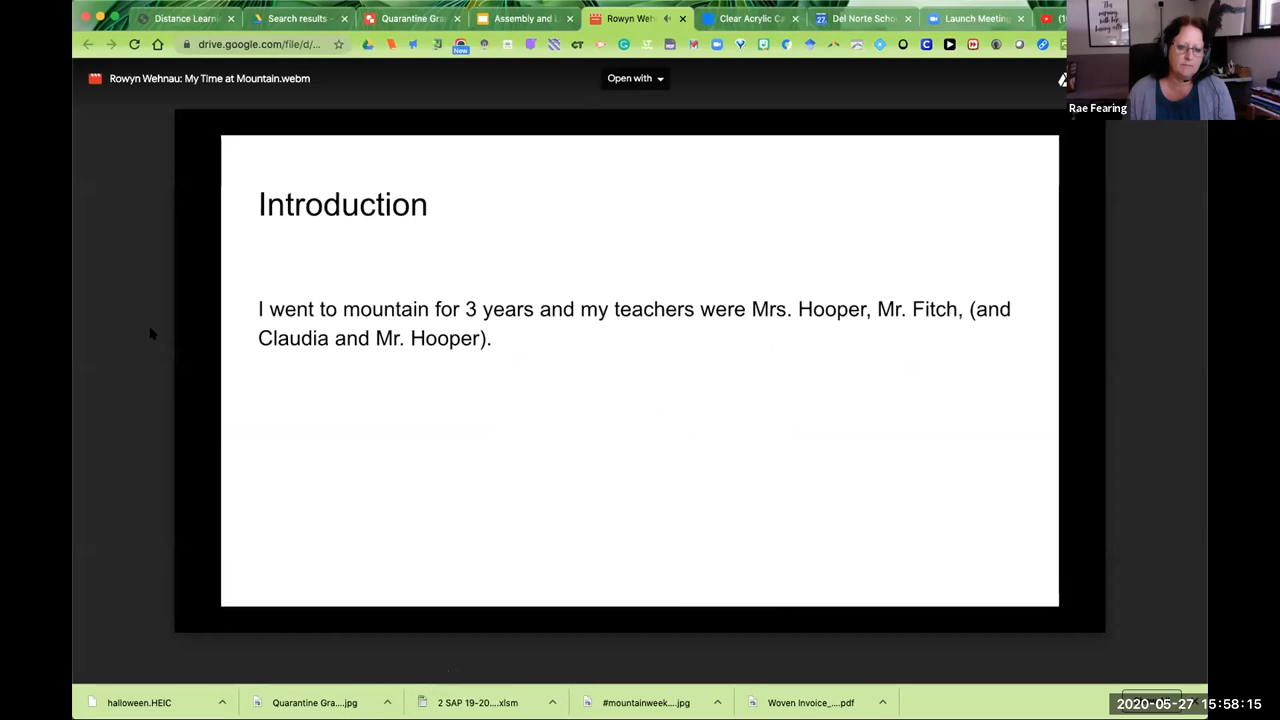 Distance Learn
Search results -
Quarantine Gra
Assembly and L
Rowyn Weh
Clear Acrylic C
Del Norte Scho
Launch Meetin
drive.google.com/file/d/...
New
Rowyn Wehnau: My Time at Mountain.webm
Open with
Rae Fearing
Introduction
I went to mountain for 3 years and my teachers were Mrs. Hooper, Mr. Fitch, (and
Claudia and Mr. Hooper).
halloween.HEIC
Quarantine Gra....jpg
2 SAP 19-20...xlsm
#mountainweek....jpg
Woven Invoice_....pdf
2020-05-27 15:58:15